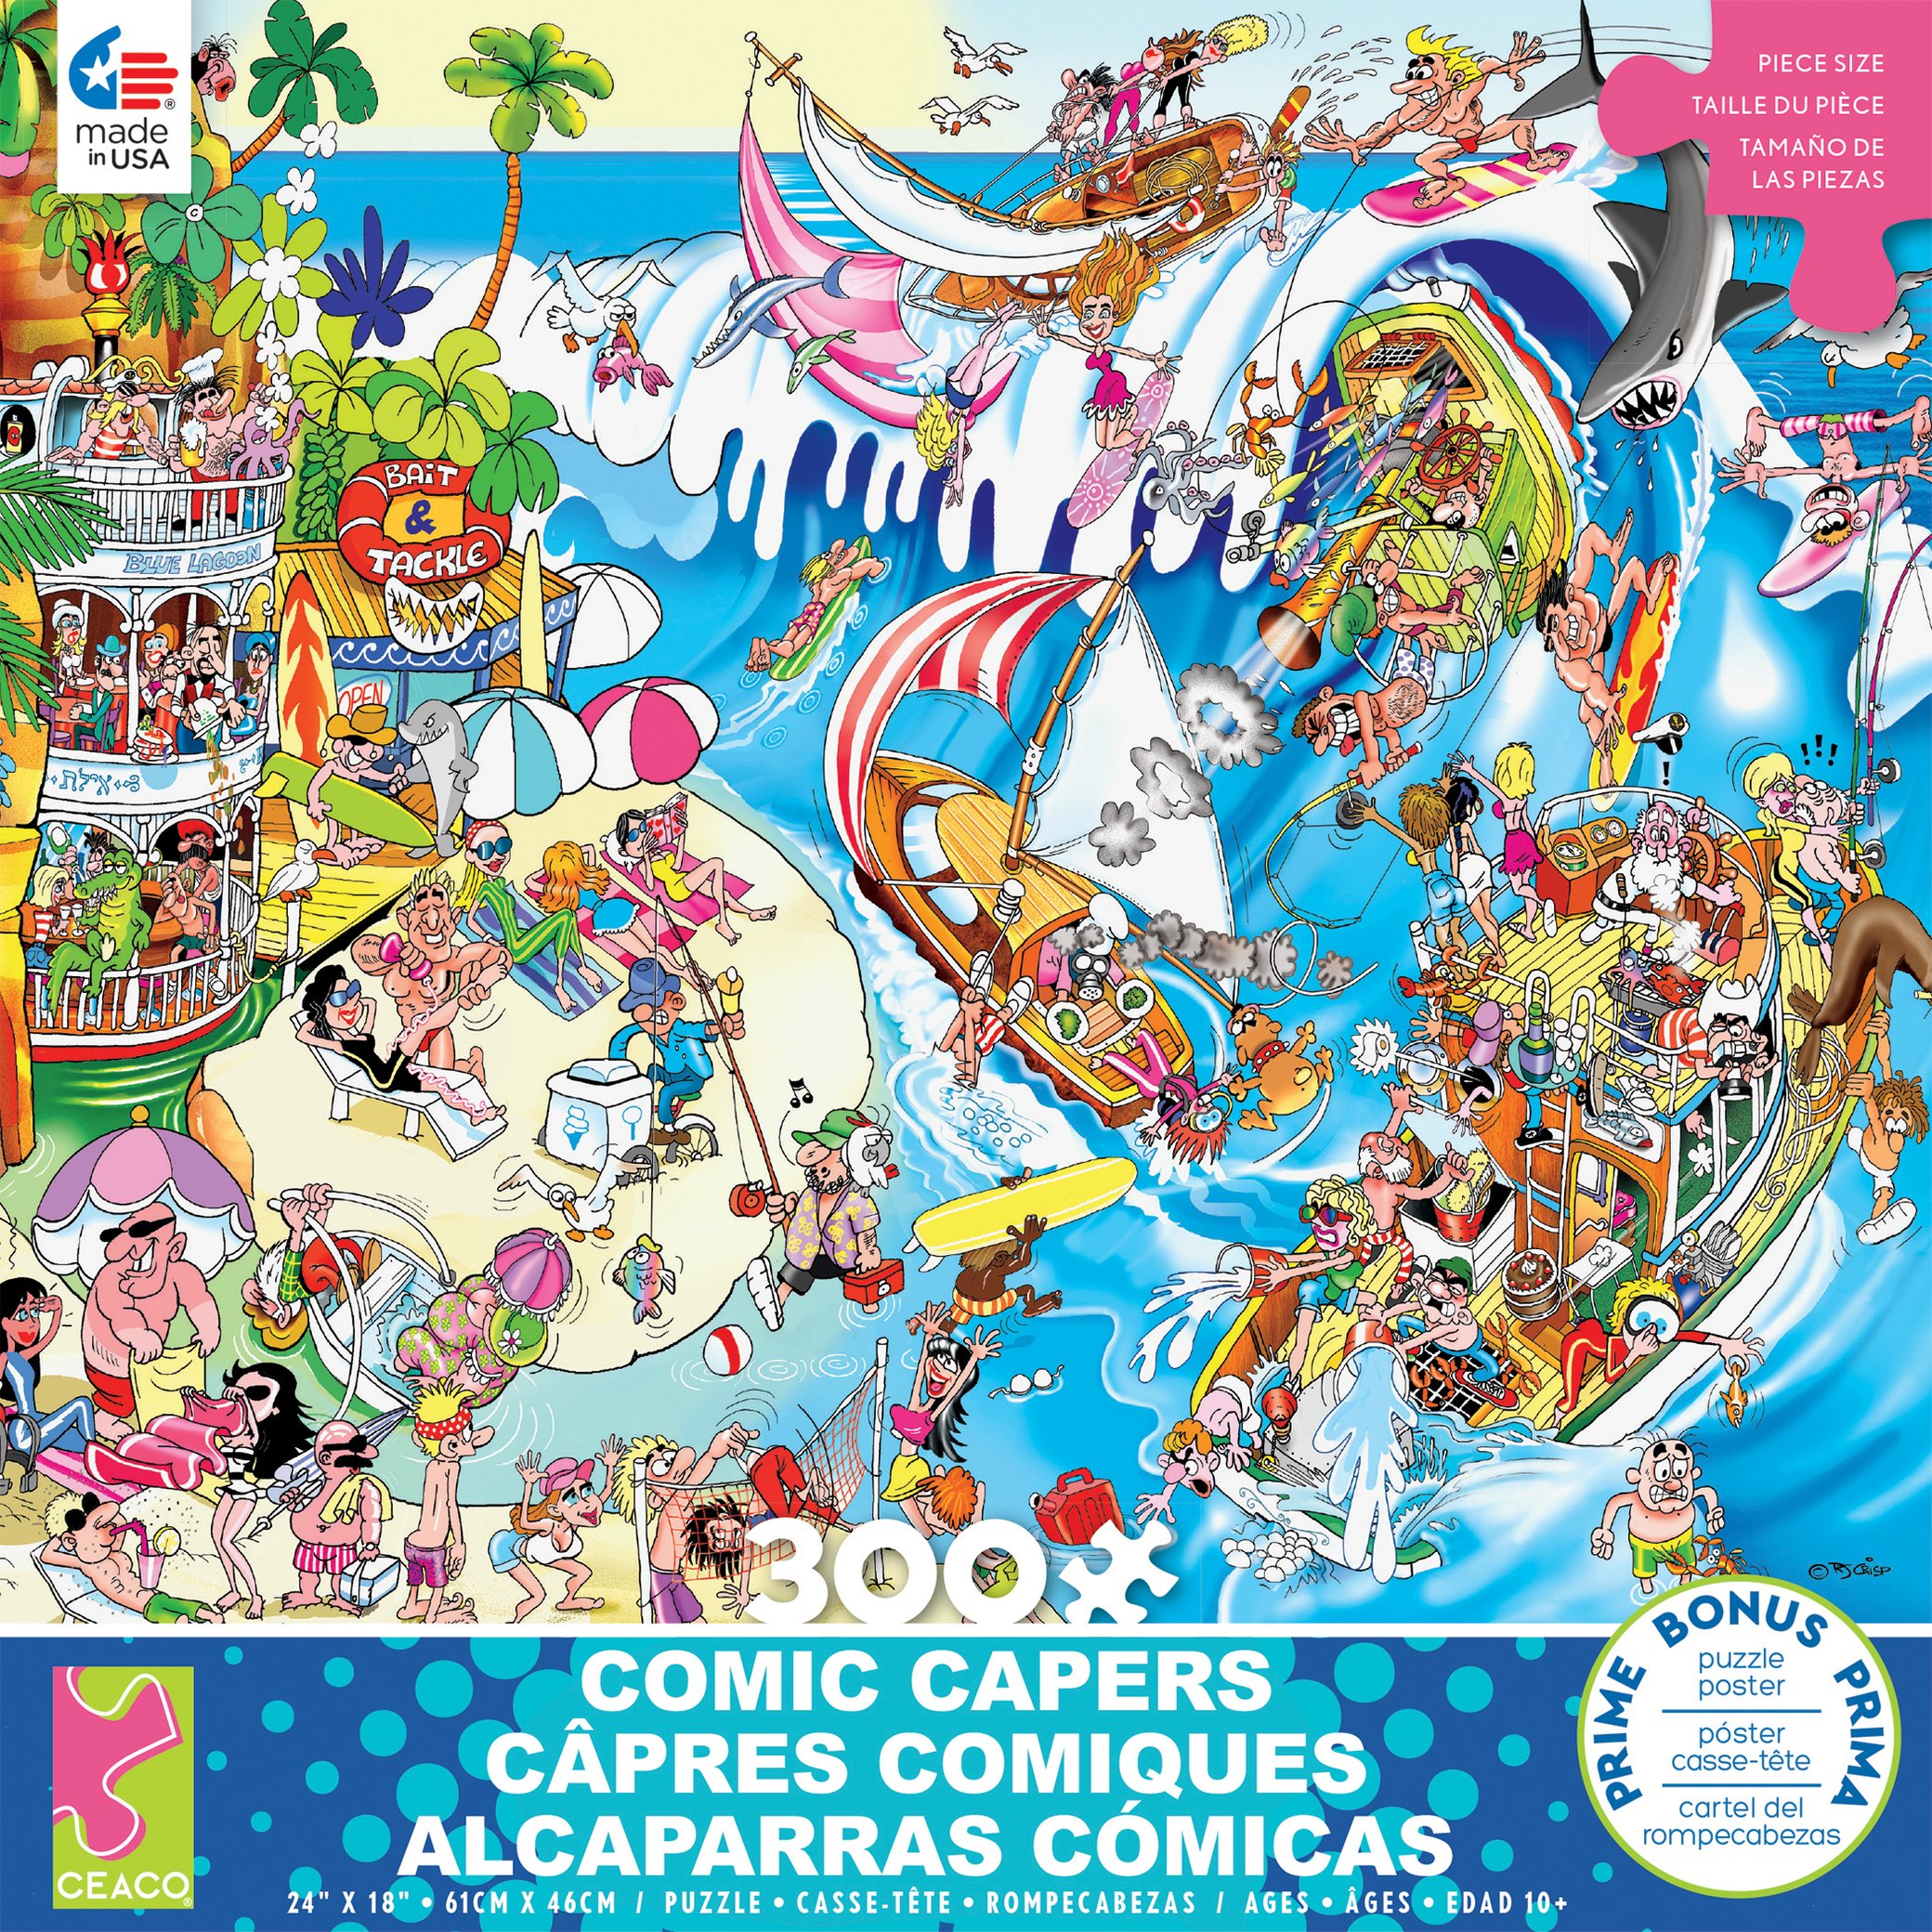 made
in USA
PIECE SIZE
TAILLE DU PIÈCE
TAMAÑO DE
LAS PIEZAS
BAiT
&
TACKLE
BLUE LAGOON
OPEN
!
!!!
© RJ CRISP
300
COMIC CAPERS
CÂPRES COMIQUES
ALCAPARRAS CÓMICAS
24" X 18" • 61CM X 46CM / PUZZLE • CASSE-TÊTE • ROMPECABEZAS / AGES • ÂGES • EDAD 10+
CEACO®
PRIME BONUS PRIMA
puzzle
poster
póster
casse-tête
cartel del
rompecabezas